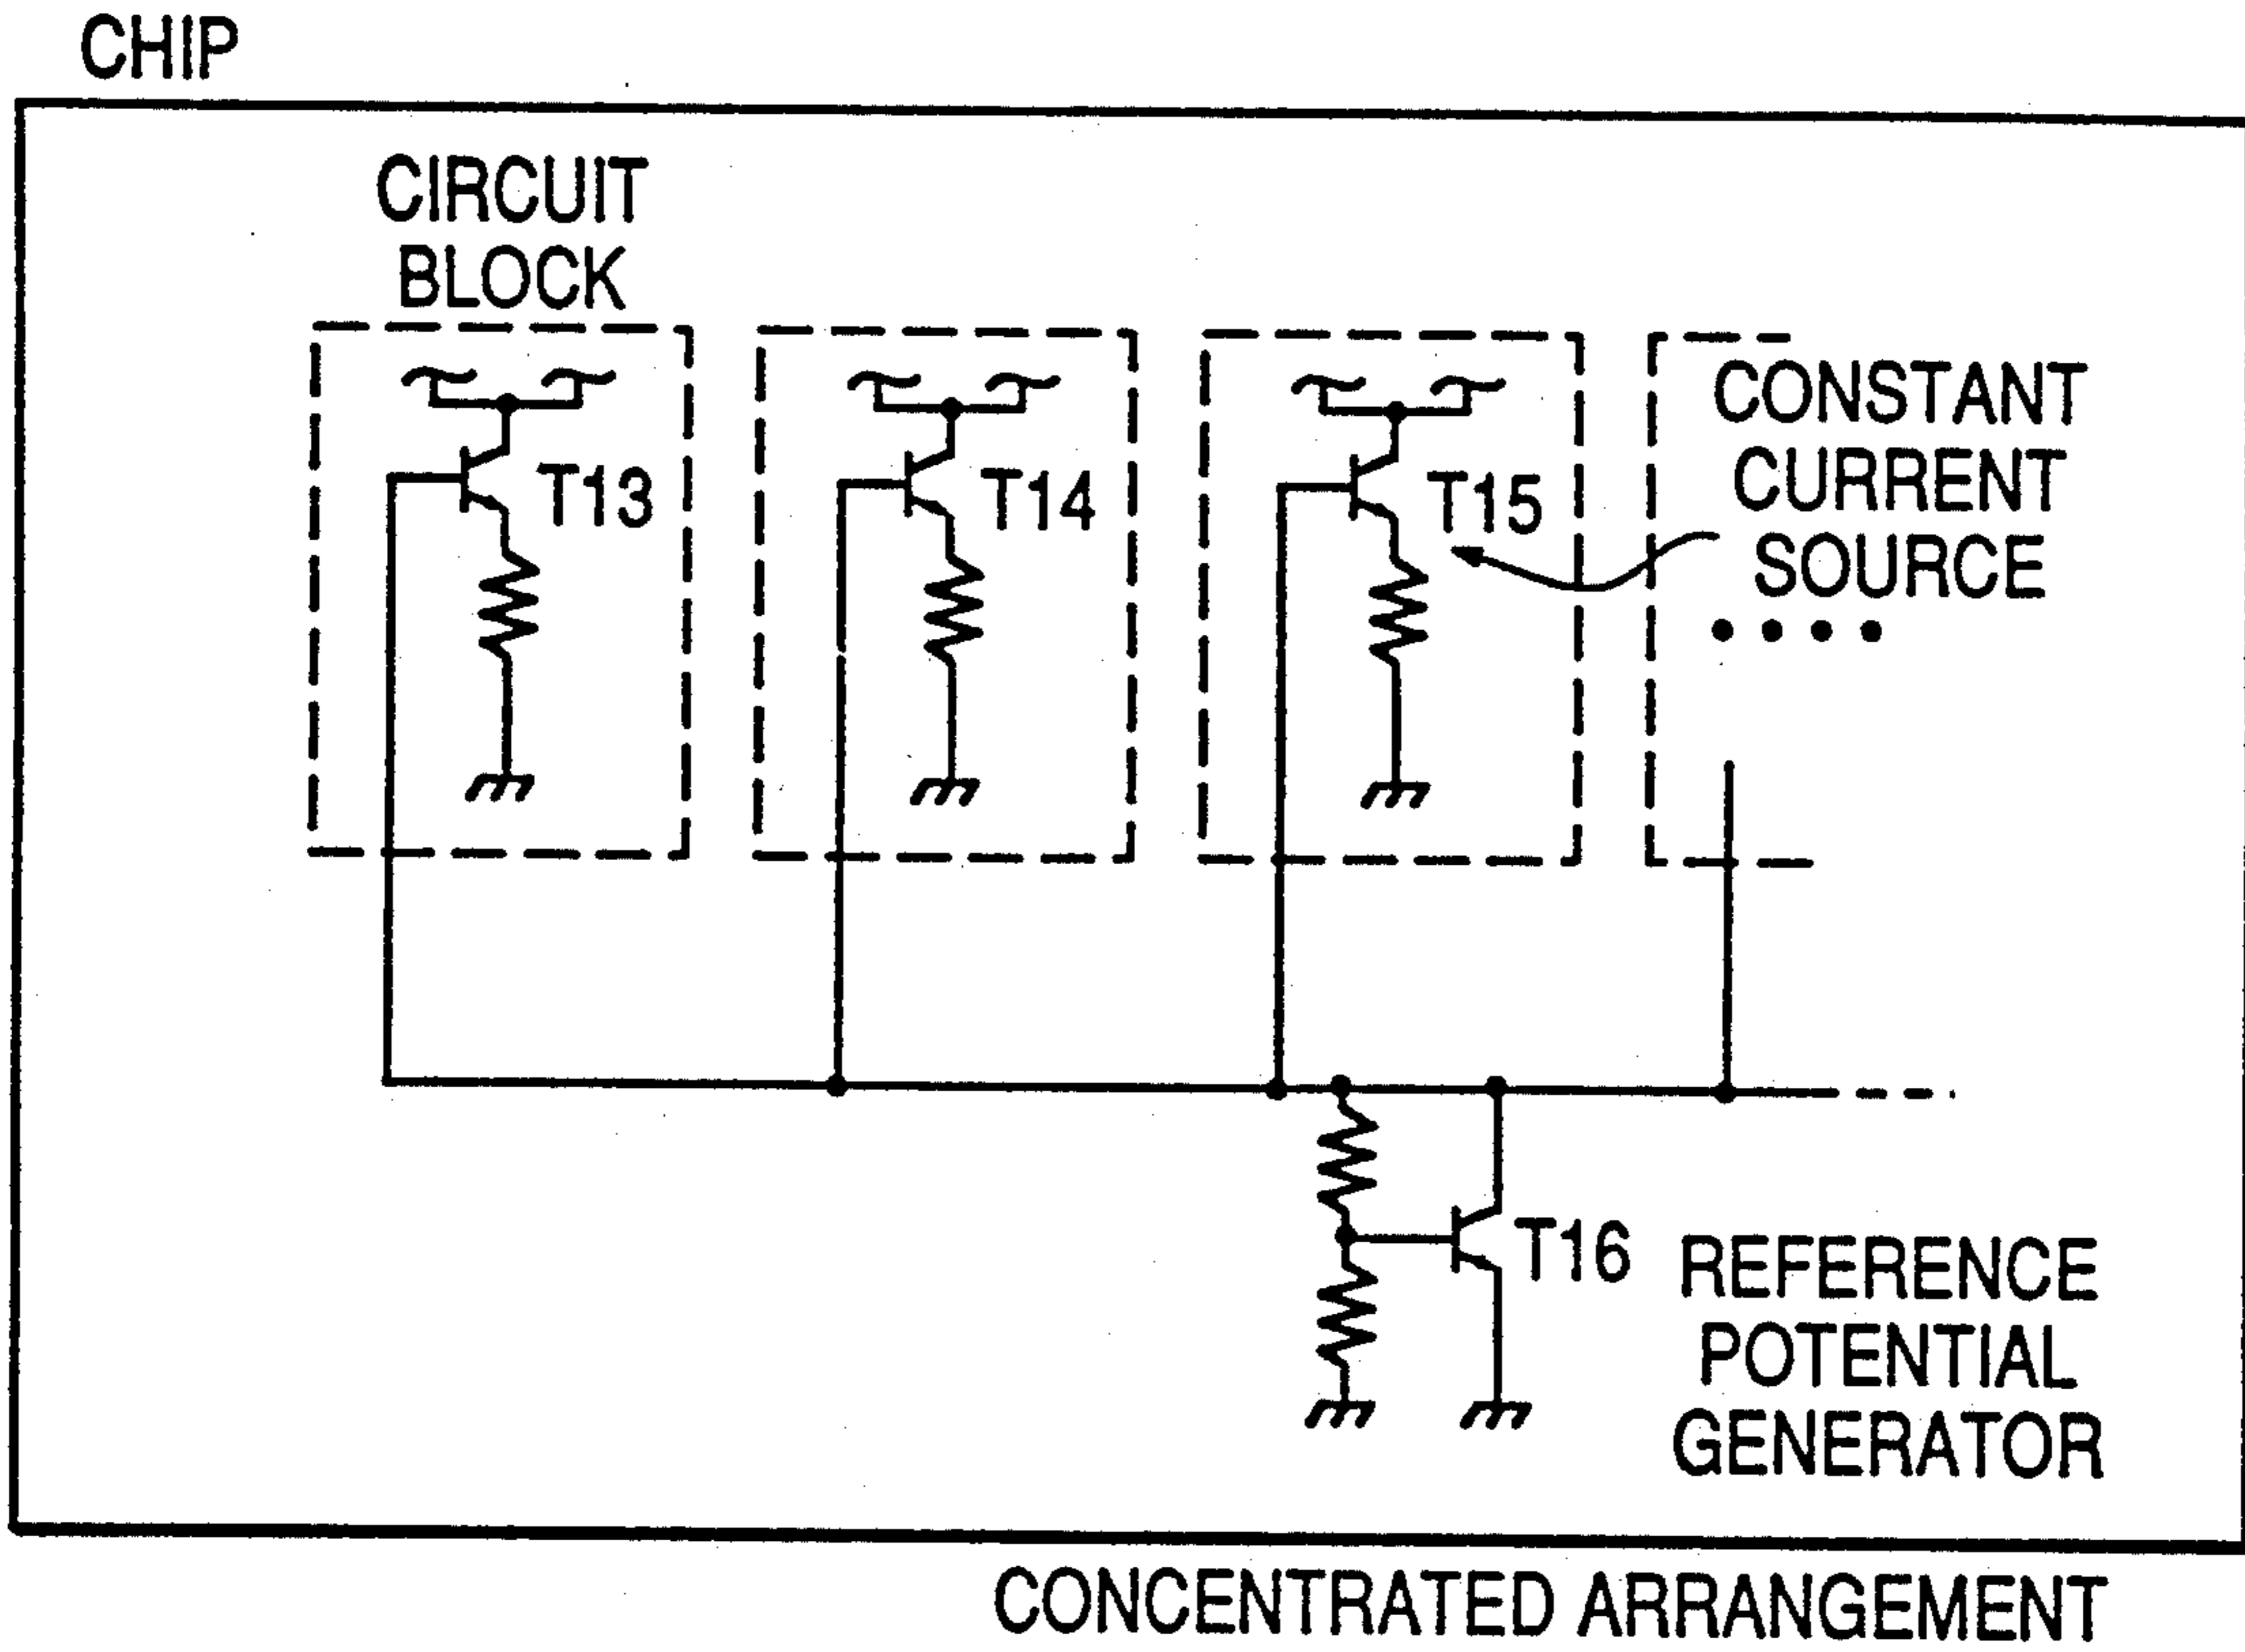 CHIP
CIRCUIT
BLOCK
T13
T14
T15
CONSTANT
CURRENT
SOURCE
T16
REFERENCE
POTENTIAL
GENERATOR
CONCENTRATED ARRANGEMENT